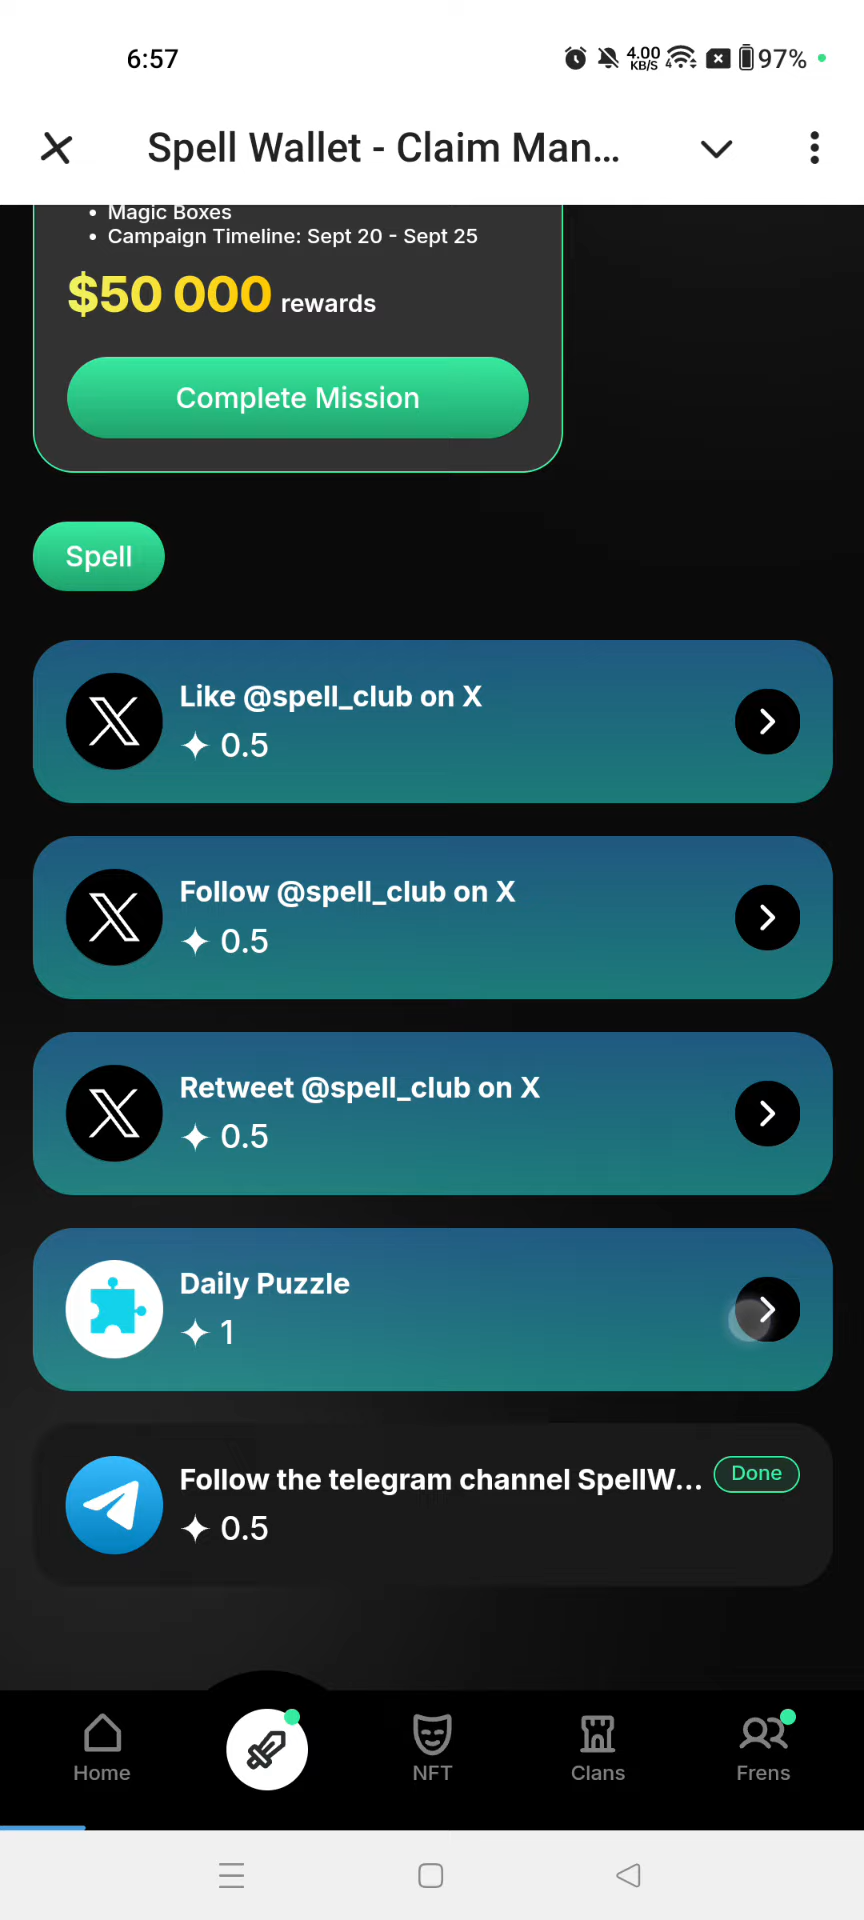 6:57
4.00
KB/S
97%
Spell Wallet - Claim Man...
• Magic Boxes
• Campaign Timeline: Sept 20 - Sept 25
$50 000 rewards
Complete Mission
Spell
Like @spell_club on X
0.5
Follow @spell_club on X
0.5
Retweet @spell_club on X
0.5
Daily Puzzle
1
Follow the telegram channel SpellW...
Done
0.5
Home
NFT
Clans
Frens